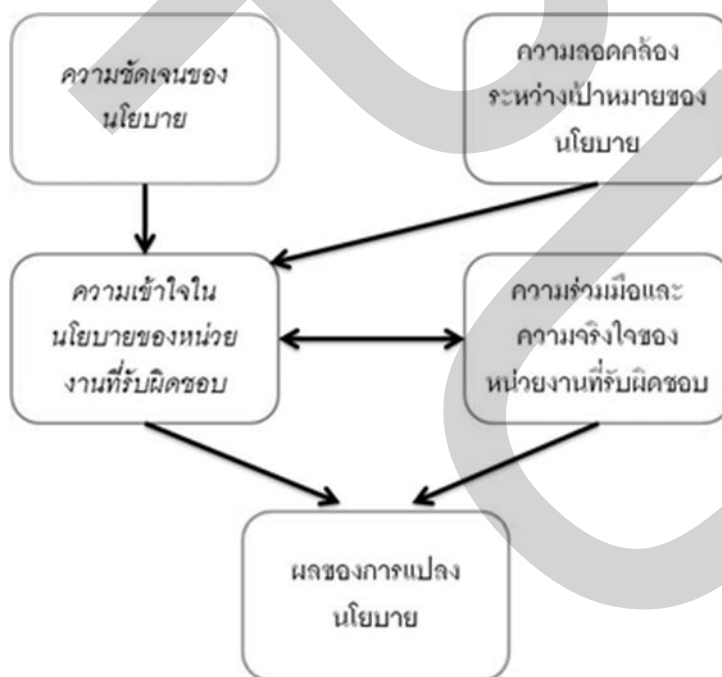 ความชัดเจนของ
นโยบาย
ความสอดคล้อง
ระหว่างเป้าหมายของ
นโยบาย
ความเข้าใจใน
นโยบายของหน่วย
งานที่รับผิดชอบ
ความร่วมมือและ
ความจริงใจของ
หน่วยงานที่รับผิดชอบ
ผลของการแปลง
นโยบาย